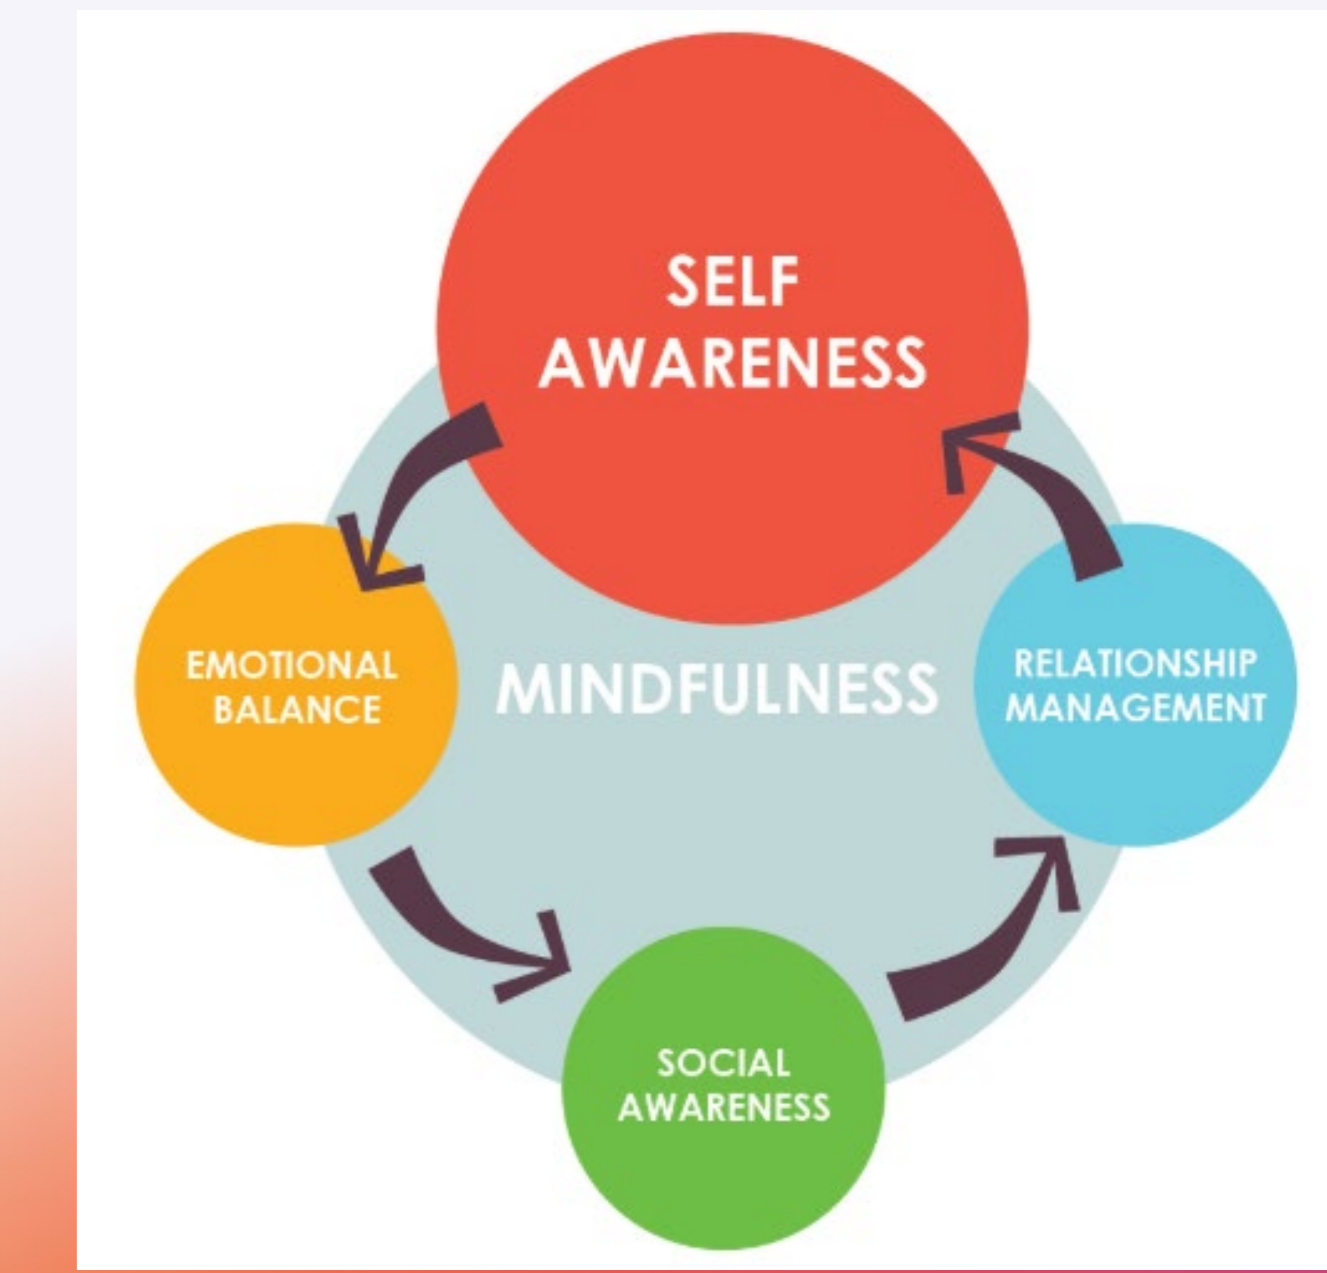 SELF
AWARENESS
EMOTIONAL
BALANCE
MINDFULNESS
RELATIONSHIP
MANAGEMENT
SOCIAL
AWARENESS